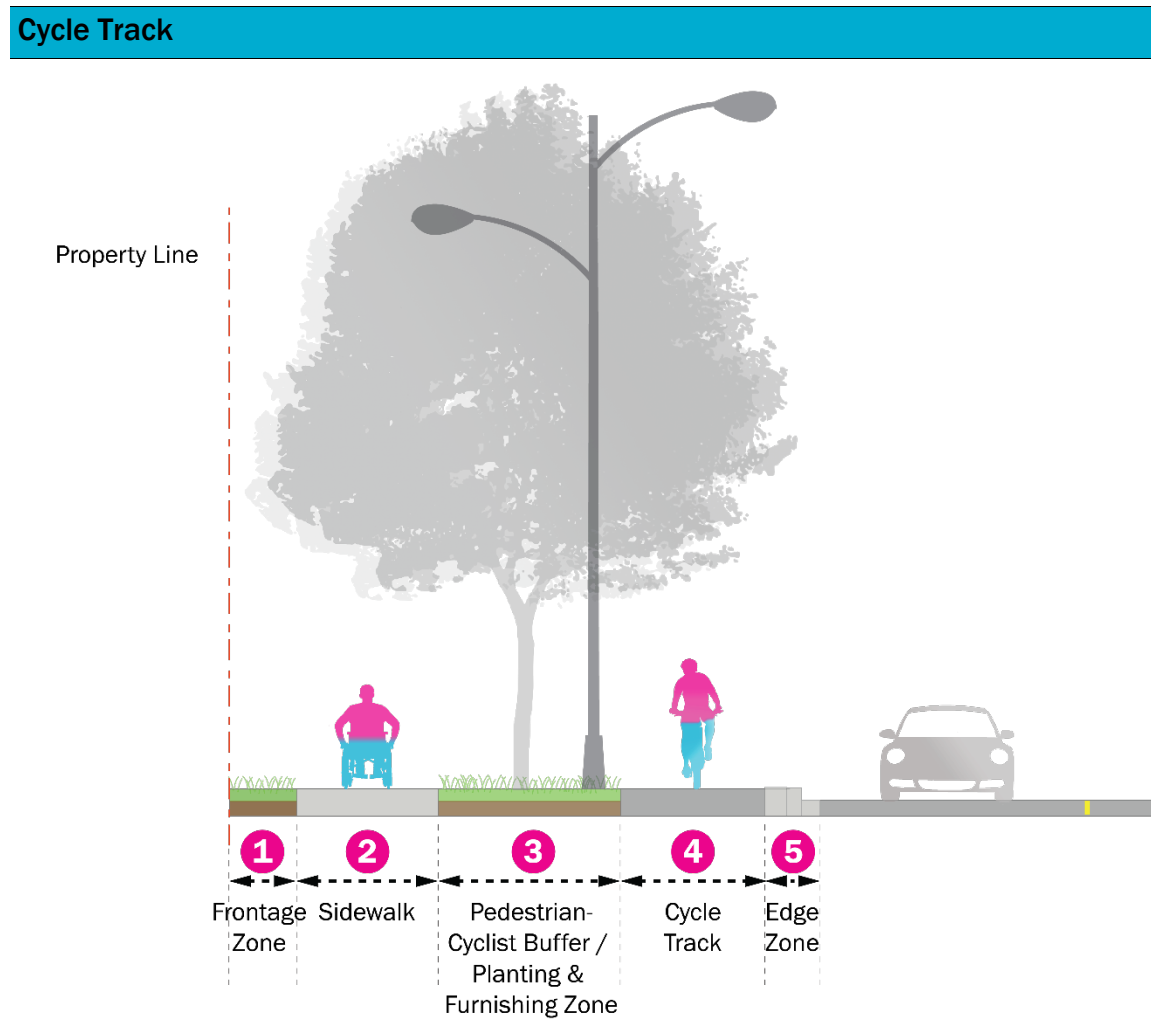 Cycle Track
Property Line
1
2
3
4
5
Frontage
Zone
Sidewalk
Pedestrian-
Cyclist Buffer /
Planting &
Furnishing Zone
Cycle
Track
Edge
Zone